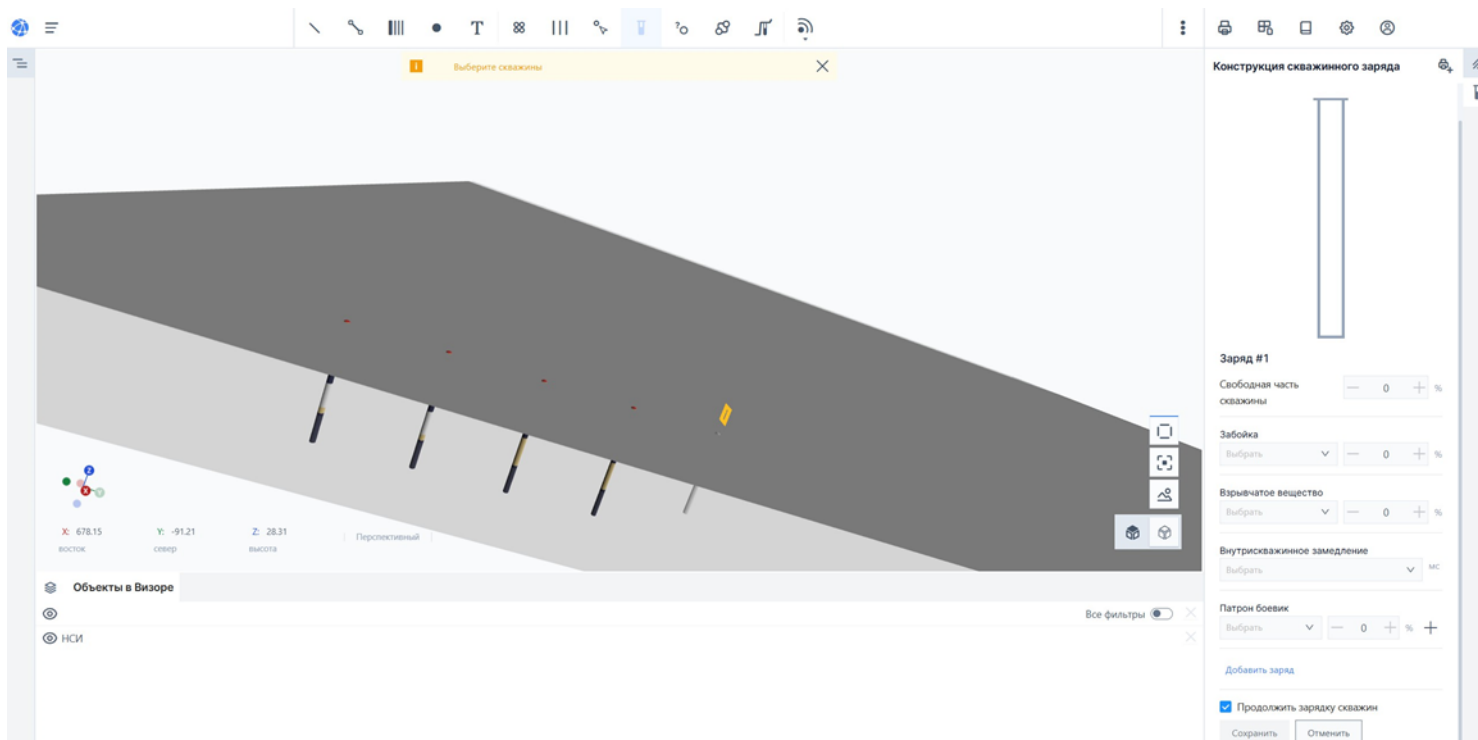 T
Выберите скважины
Конструкция скважинного заряда
Заряд #1
Свободная часть
скважины
0 %
Забойка
Выбрать 0 %
Взрывчатое вещество
Выбрать 0 %
Внутрискважинное замедление
Выбрать мс
Патрон боевик
Выбрать 0 %
Добавить заряд
Продолжить зарядку скважин
Сохранить Отменить
Z
X Y
X: 678.15 Y: -91.21 Z: 28.31
восток север высота
Перспективный
Объекты в Визоре
Все фильтры
НСИ